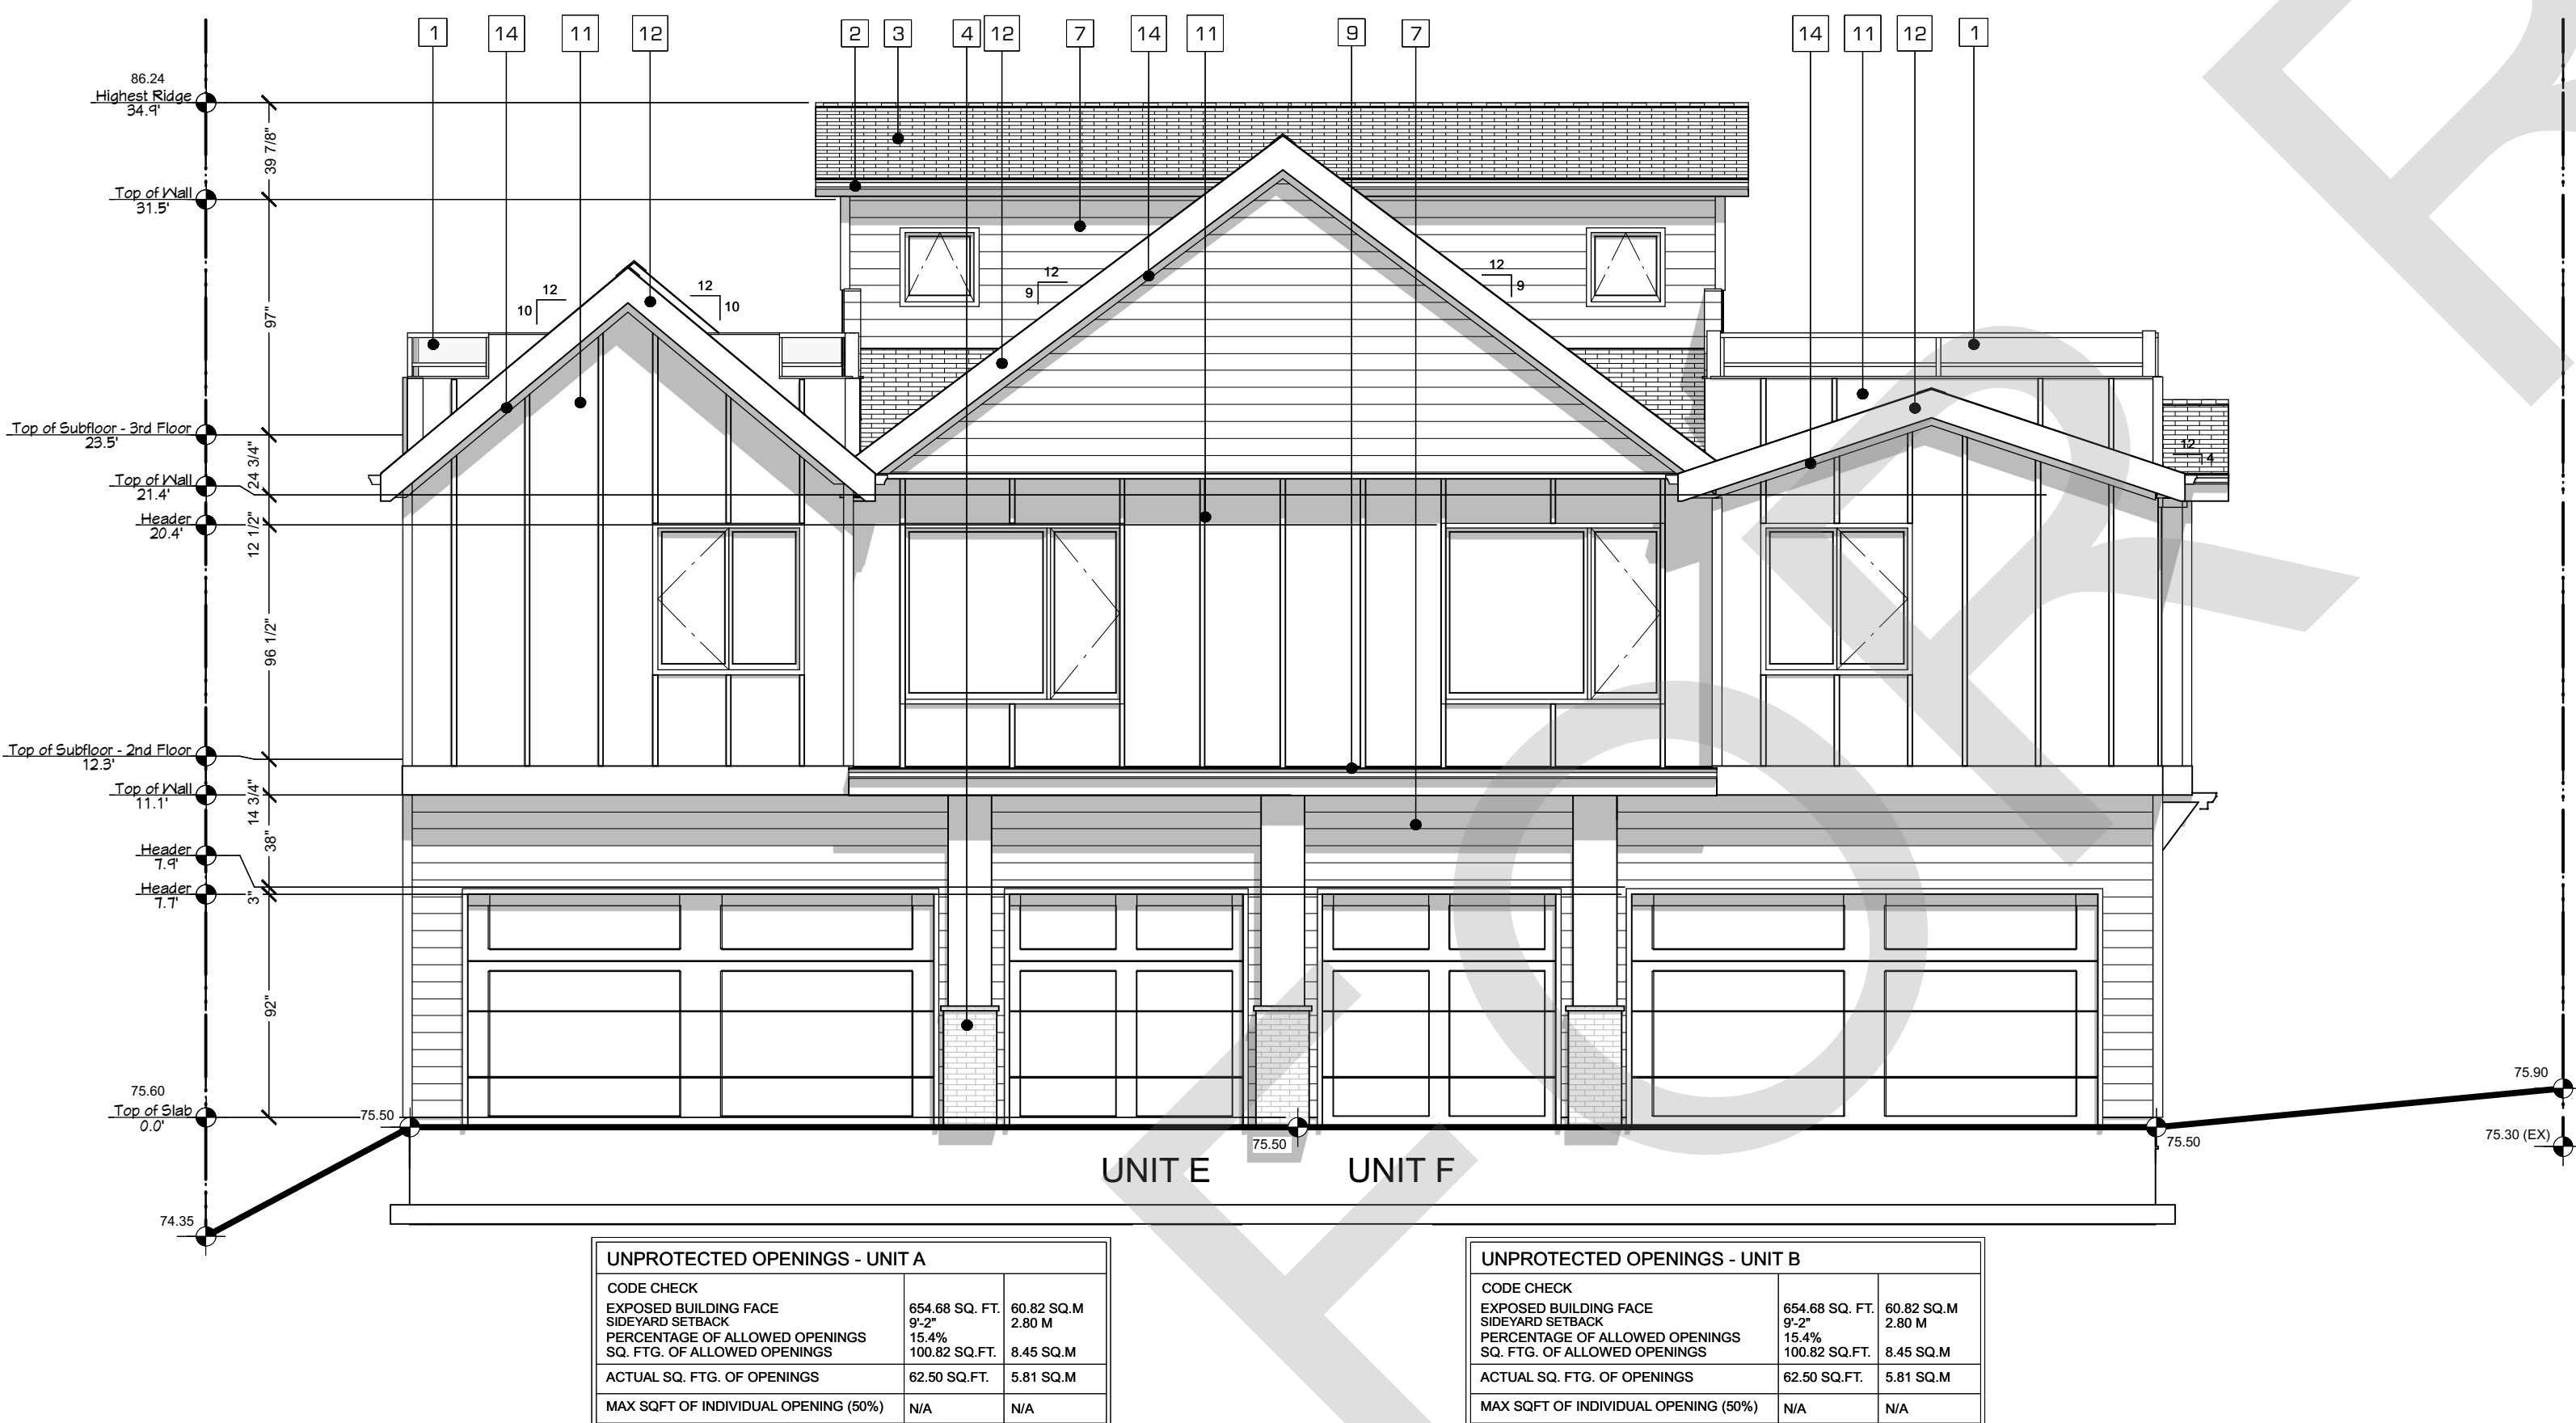 1 14 11 12 2 3 4 12 7 14 11 9 7 14 11 12 1
86.24
Highest Ridge
34.9'
39 7/8"
Top of Wall
31.5'
97"
12
10
12
10
12
9
12
9
Top of Subfloor - 3rd Floor
23.5'
24 3/4"
12
4
Top of Wall
21.4'
Header
20.4'
12 1/2"
96 1/2"
Top of Subfloor - 2nd Floor
12.3'
Top of Wall
11.1'
14 3/4"
38"
Header
7.9'
Header
7.7'
3"
92"
75.60
Top of Slab
0.0'
75.50
75.50
75.50
75.90
75.30 (EX)
74.35
UNIT E
UNIT F
UNPROTECTED OPENINGS - UNIT A
CODE CHECK
EXPOSED BUILDING FACE 654.68 SQ. FT. 60.82 SQ.M
SIDEYARD SETBACK 9'-2" 2.80 M
PERCENTAGE OF ALLOWED OPENINGS 15.4%
SQ. FTG. OF ALLOWED OPENINGS 100.82 SQ.FT. 8.45 SQ.M
ACTUAL SQ. FTG. OF OPENINGS 62.50 SQ.FT. 5.81 SQ.M
MAX SQFT OF INDIVIDUAL OPENING (50%) N/A N/A
UNPROTECTED OPENINGS - UNIT B
CODE CHECK
EXPOSED BUILDING FACE 654.68 SQ. FT. 60.82 SQ.M
SIDEYARD SETBACK 9'-2" 2.80 M
PERCENTAGE OF ALLOWED OPENINGS 15.4%
SQ. FTG. OF ALLOWED OPENINGS 100.82 SQ.FT. 8.45 SQ.M
ACTUAL SQ. FTG. OF OPENINGS 62.50 SQ.FT. 5.81 SQ.M
MAX SQFT OF INDIVIDUAL OPENING (50%) N/A N/A
FOR